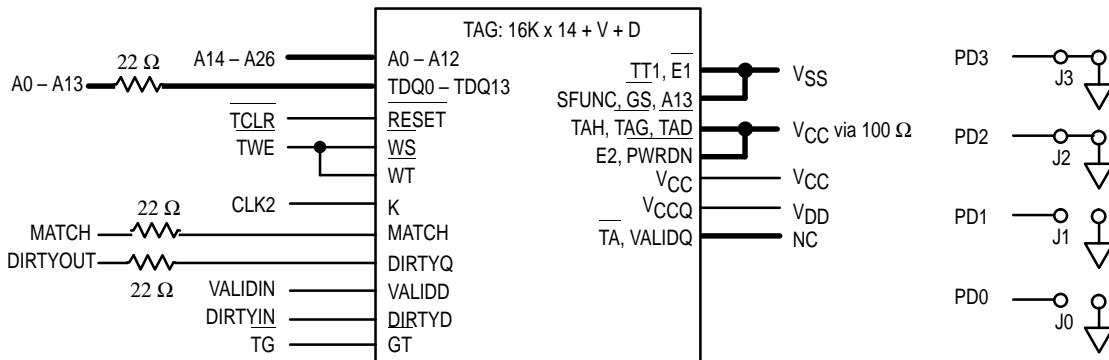 TAG: 16K x 14 + V + D
A14 – A26 A0 – A12
22 Ω
A0 – A13 TDQ0 – TDQ13
TCLR RESET
TWE WS
WT
CLK2 K
22 Ω
MATCH MATCH
DIRTYOUT DIRTYQ
22 Ω
VALIDIN VALIDD
DIRTYIN DIRTYD
TG GT
TT1, E1 VSS
SFUNC, GS, A13
TAH, TAG, TAD VCC via 100 Ω
E2, PWRDN
VCC VCC
VCCQ VDD
TA, VALIDQ NC
PD3 J3
PD2 J2
PD1 J1
PD0 J0